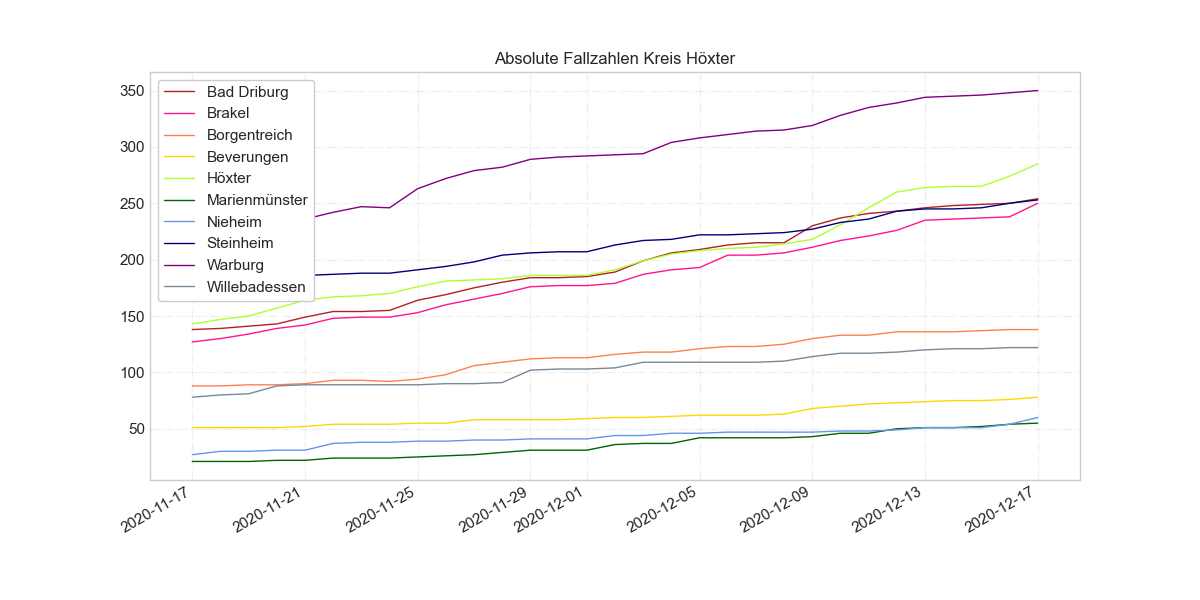 Absolute Fallzahlen Kreis Höxter
350
300
250
200
150
100
50
Bad Driburg
Brakel
Borgentreich
Beverungen
Höxter
Marienmünster
Nieheim
Steinheim
Warburg
Willebadessen
2020-11-17
2020-11-21
2020-11-25
2020-11-29
2020-12-01
2020-12-05
2020-12-09
2020-12-13
2020-12-17